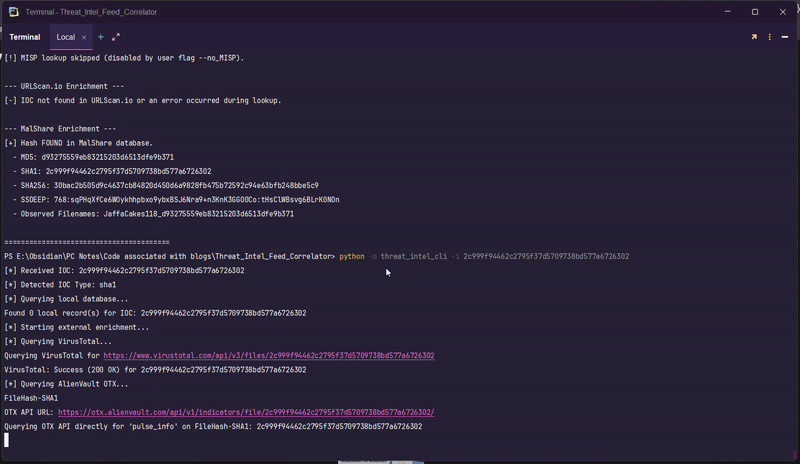 Terminal - Threat_Intel_Feed_Correlator
Terminal Local
[!] MISP lookup skipped (disabled by user flag --no_MISP).
--- URLScan.io Enrichment ---
[-] IOC not found in URLScan.io or an error occurred during lookup.
--- MalShare Enrichment ---
[+] Hash FOUND in MalShare database.
- MD5: d93275559eb83215203d6513dfe9b371
- SHA1: 2c999f94462c2795f37d5709738bd577a6726302
- SHA256: 30bac2b505d9c4637cb84820d450d6a9828fb475b72592c94e63bfb248bbe5c9
- SSDEEP: 768:sqPHqXfCe6WOykhhpbxo9ybxBSJ6Nra9+n3KnK3GGOOCo:tHsClWBsvg6BLrK0NOn
- Observed Filenames: JaffaCakes118_d93275559eb83215203d6513dfe9b371
========================================
PS E:\Obsidian\PC Notes\Code associated with blogs\Threat_Intel_Feed_Correlator> python -m threat_intel_cli -i 2c999f94462c2795f37d5709738bd577a6726302
[*] Received IOC: 2c999f94462c2795f37d5709738bd577a6726302
[*] Detected IOC Type: sha1
[*] Querying local database...
Found 0 local record(s) for IOC: 2c999f94462c2795f37d5709738bd577a6726302
[*] Starting external enrichment...
[*] Querying VirusTotal...
Querying VirusTotal for https://www.virustotal.com/api/v3/files/2c999f94462c2795f37d5709738bd577a6726302
VirusTotal: Success (200 OK) for 2c999f94462c2795f37d5709738bd577a6726302
[*] Querying AlienVault OTX...
FileHash-SHA1
OTX API URL: https://otx.alienvault.com/api/v1/indicators/file/2c999f94462c2795f37d5709738bd577a6726302/
Querying OTX API directly for 'pulse_info' on FileHash-SHA1: 2c999f94462c2795f37d5709738bd577a6726302